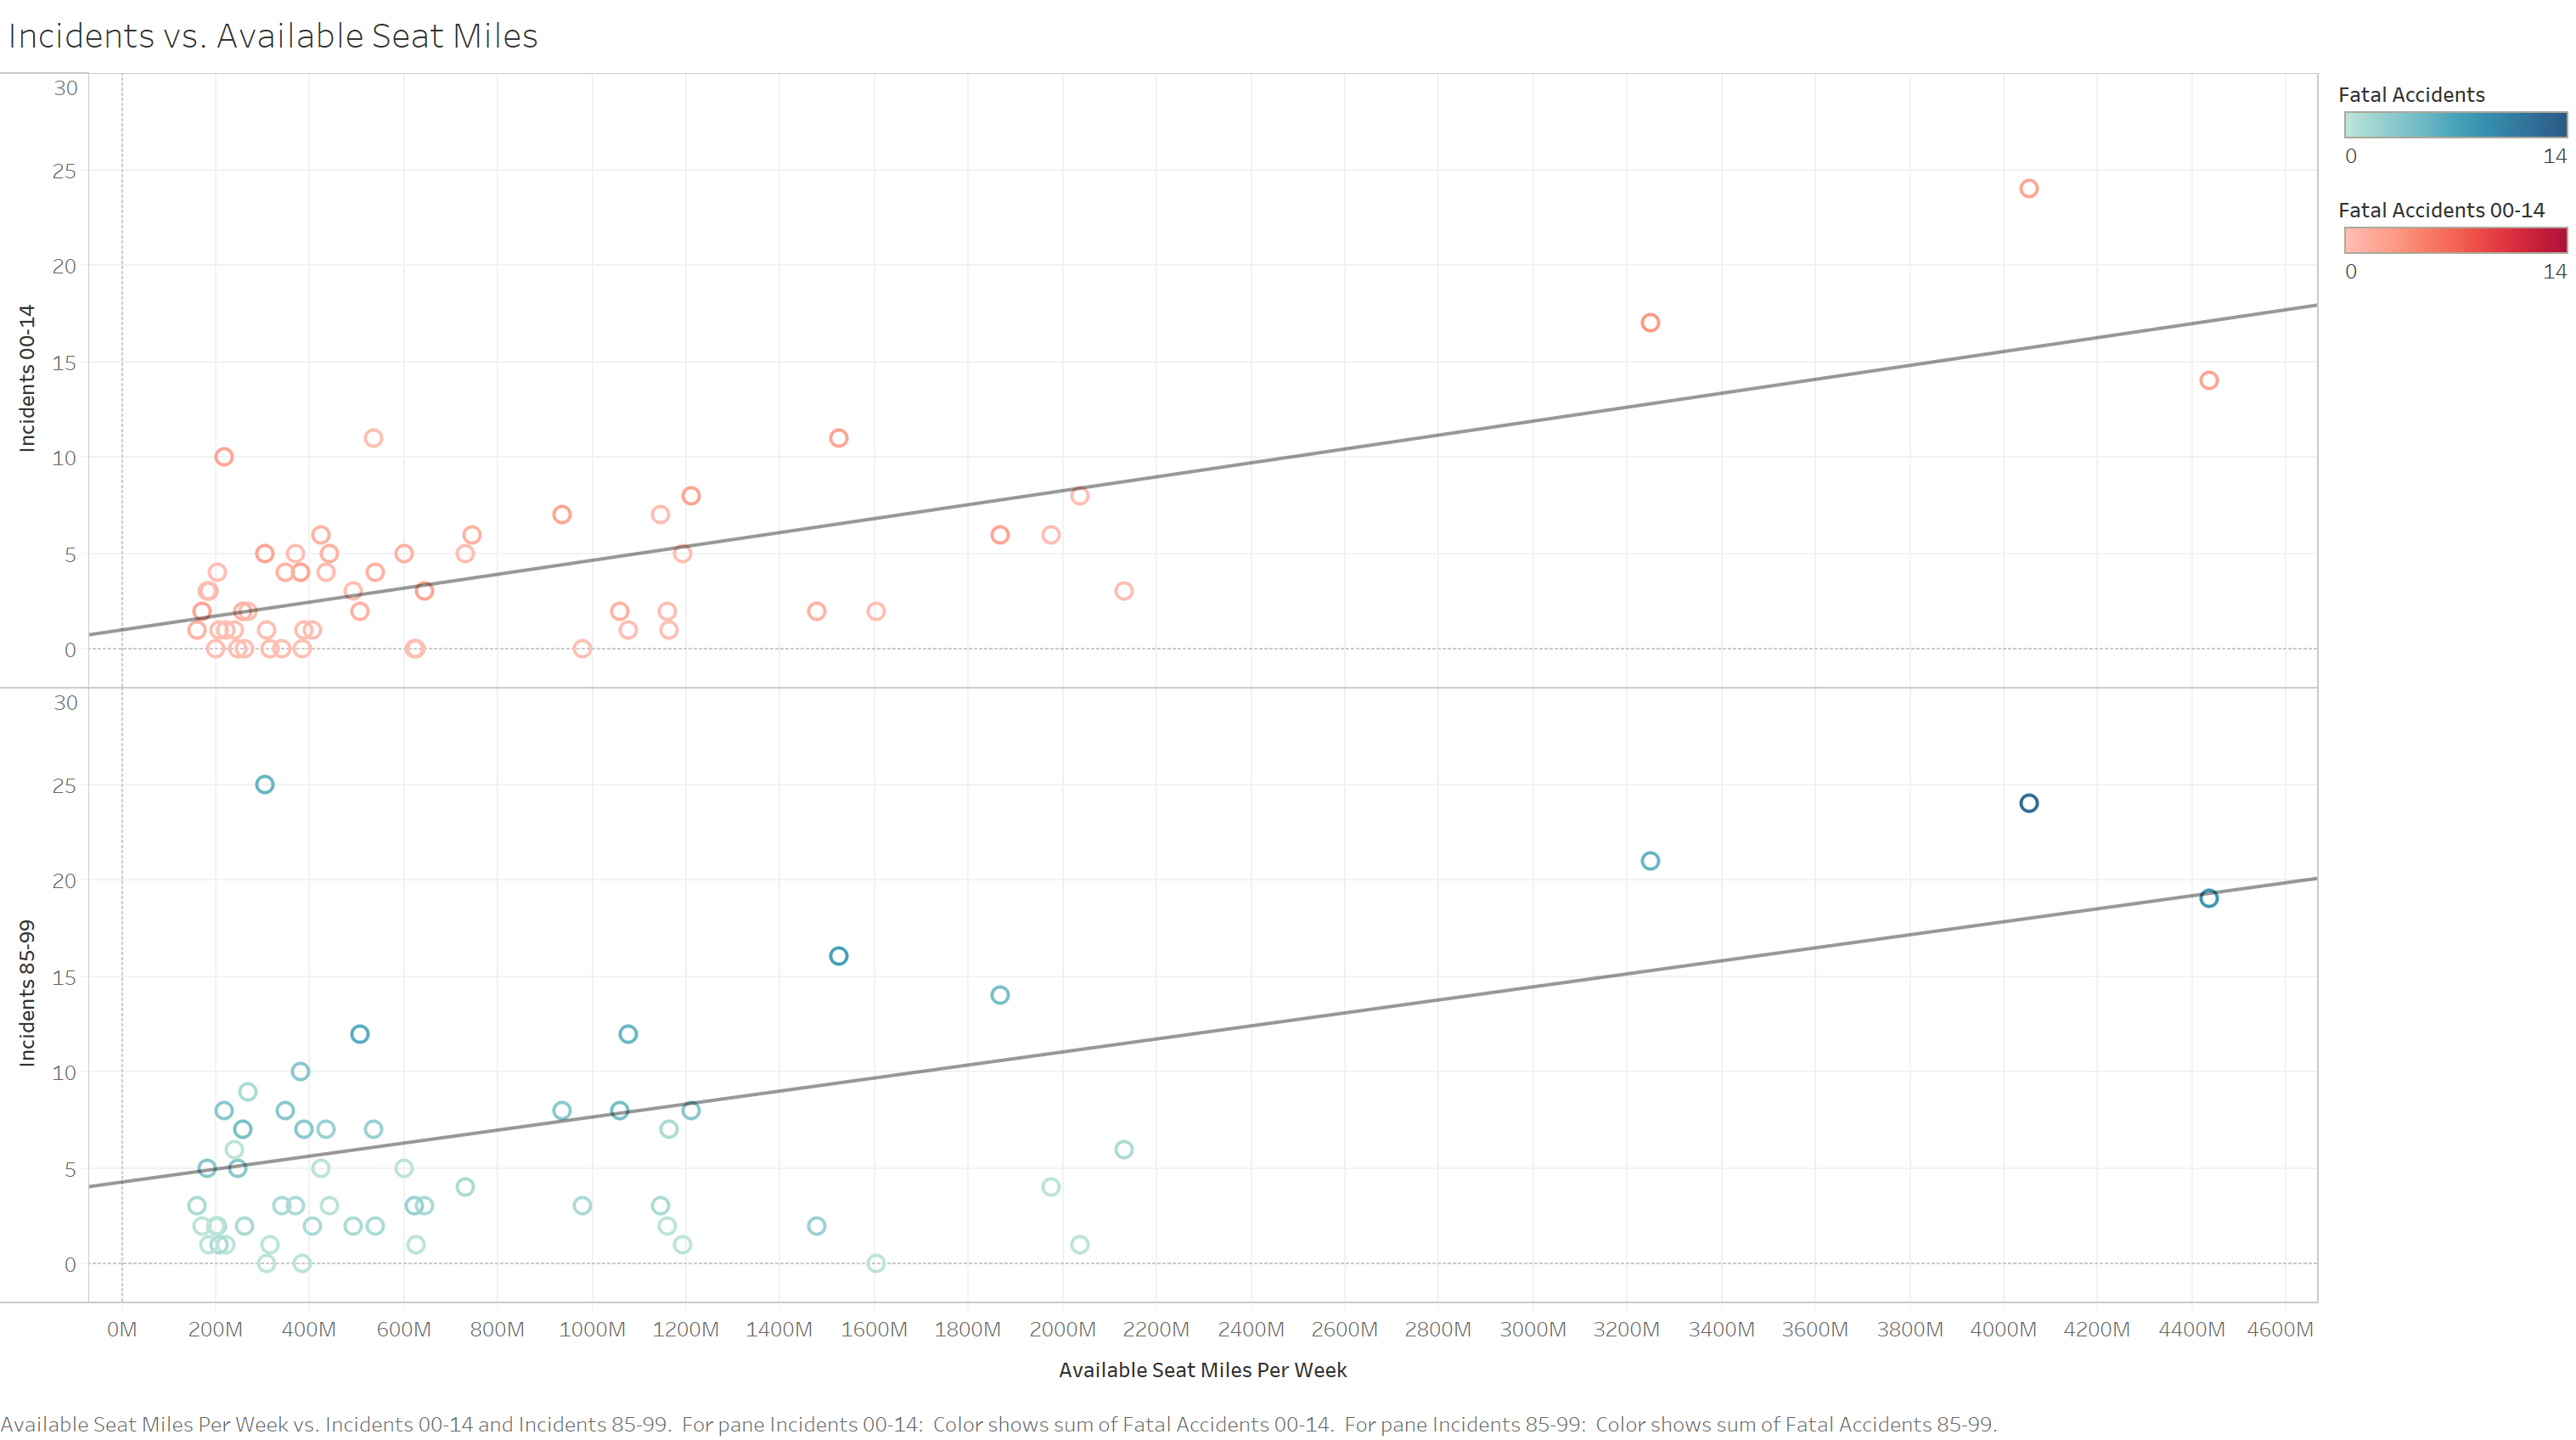 Incidents vs. Available Seat Miles
Fatal Accidents
0 14
Fatal Accidents 00-14
0 14
Incidents 00-14
30
25
20
15
10
5
0
Incidents 85-99
30
25
20
15
10
5
0
0M 200M 400M 600M 800M 1000M 1200M 1400M 1600M 1800M 2000M 2200M 2400M 2600M 2800M 3000M 3200M 3400M 3600M 3800M 4000M 4200M 4400M 4600M
Available Seat Miles Per Week
Available Seat Miles Per Week vs. Incidents 00-14 and Incidents 85-99. For pane Incidents 00-14: Color shows sum of Fatal Accidents 00-14. For pane Incidents 85-99: Color shows sum of Fatal Accidents 85-99.